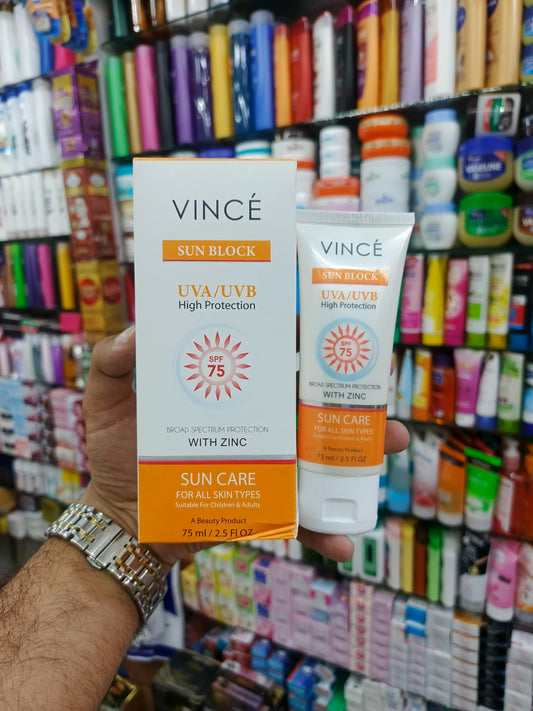 VINCÉ
SUN BLOCK
UVA/UVB
High Protection
SPF
75
BROAD SPECTRUM PROTECTION
WITH ZINC
SUN CARE
FOR ALL SKIN TYPES
Suitable For Children & Adults
A Beauty Product
75 ml / 2.5 FL OZ
VINCÉ
SUN BLOCK
UVA/UVB
High Protection
SPF
75
BROAD SPECTRUM PROTECTION
WITH ZINC
SUN CARE
FOR ALL SKIN TYPES
Suitable For Children & Adults
A Beauty Product
75 ml / 2.5 FL OZ
Vaseline